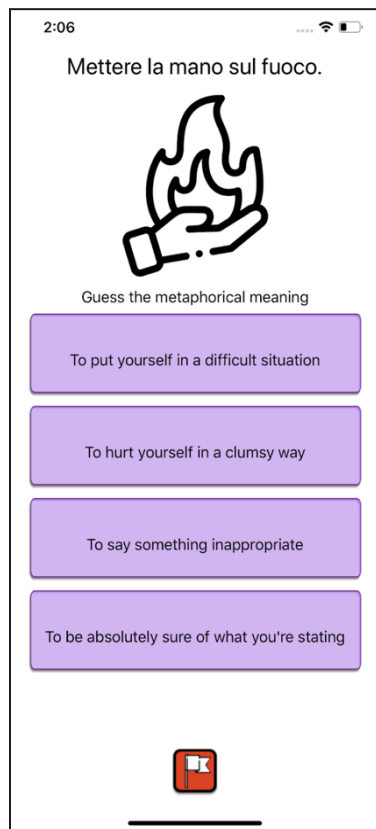 2:06
Mettere la mano sul fuoco.
Guess the metaphorical meaning
To put yourself in a difficult situation
To hurt yourself in a clumsy way
To say something inappropriate
To be absolutely sure of what you're stating